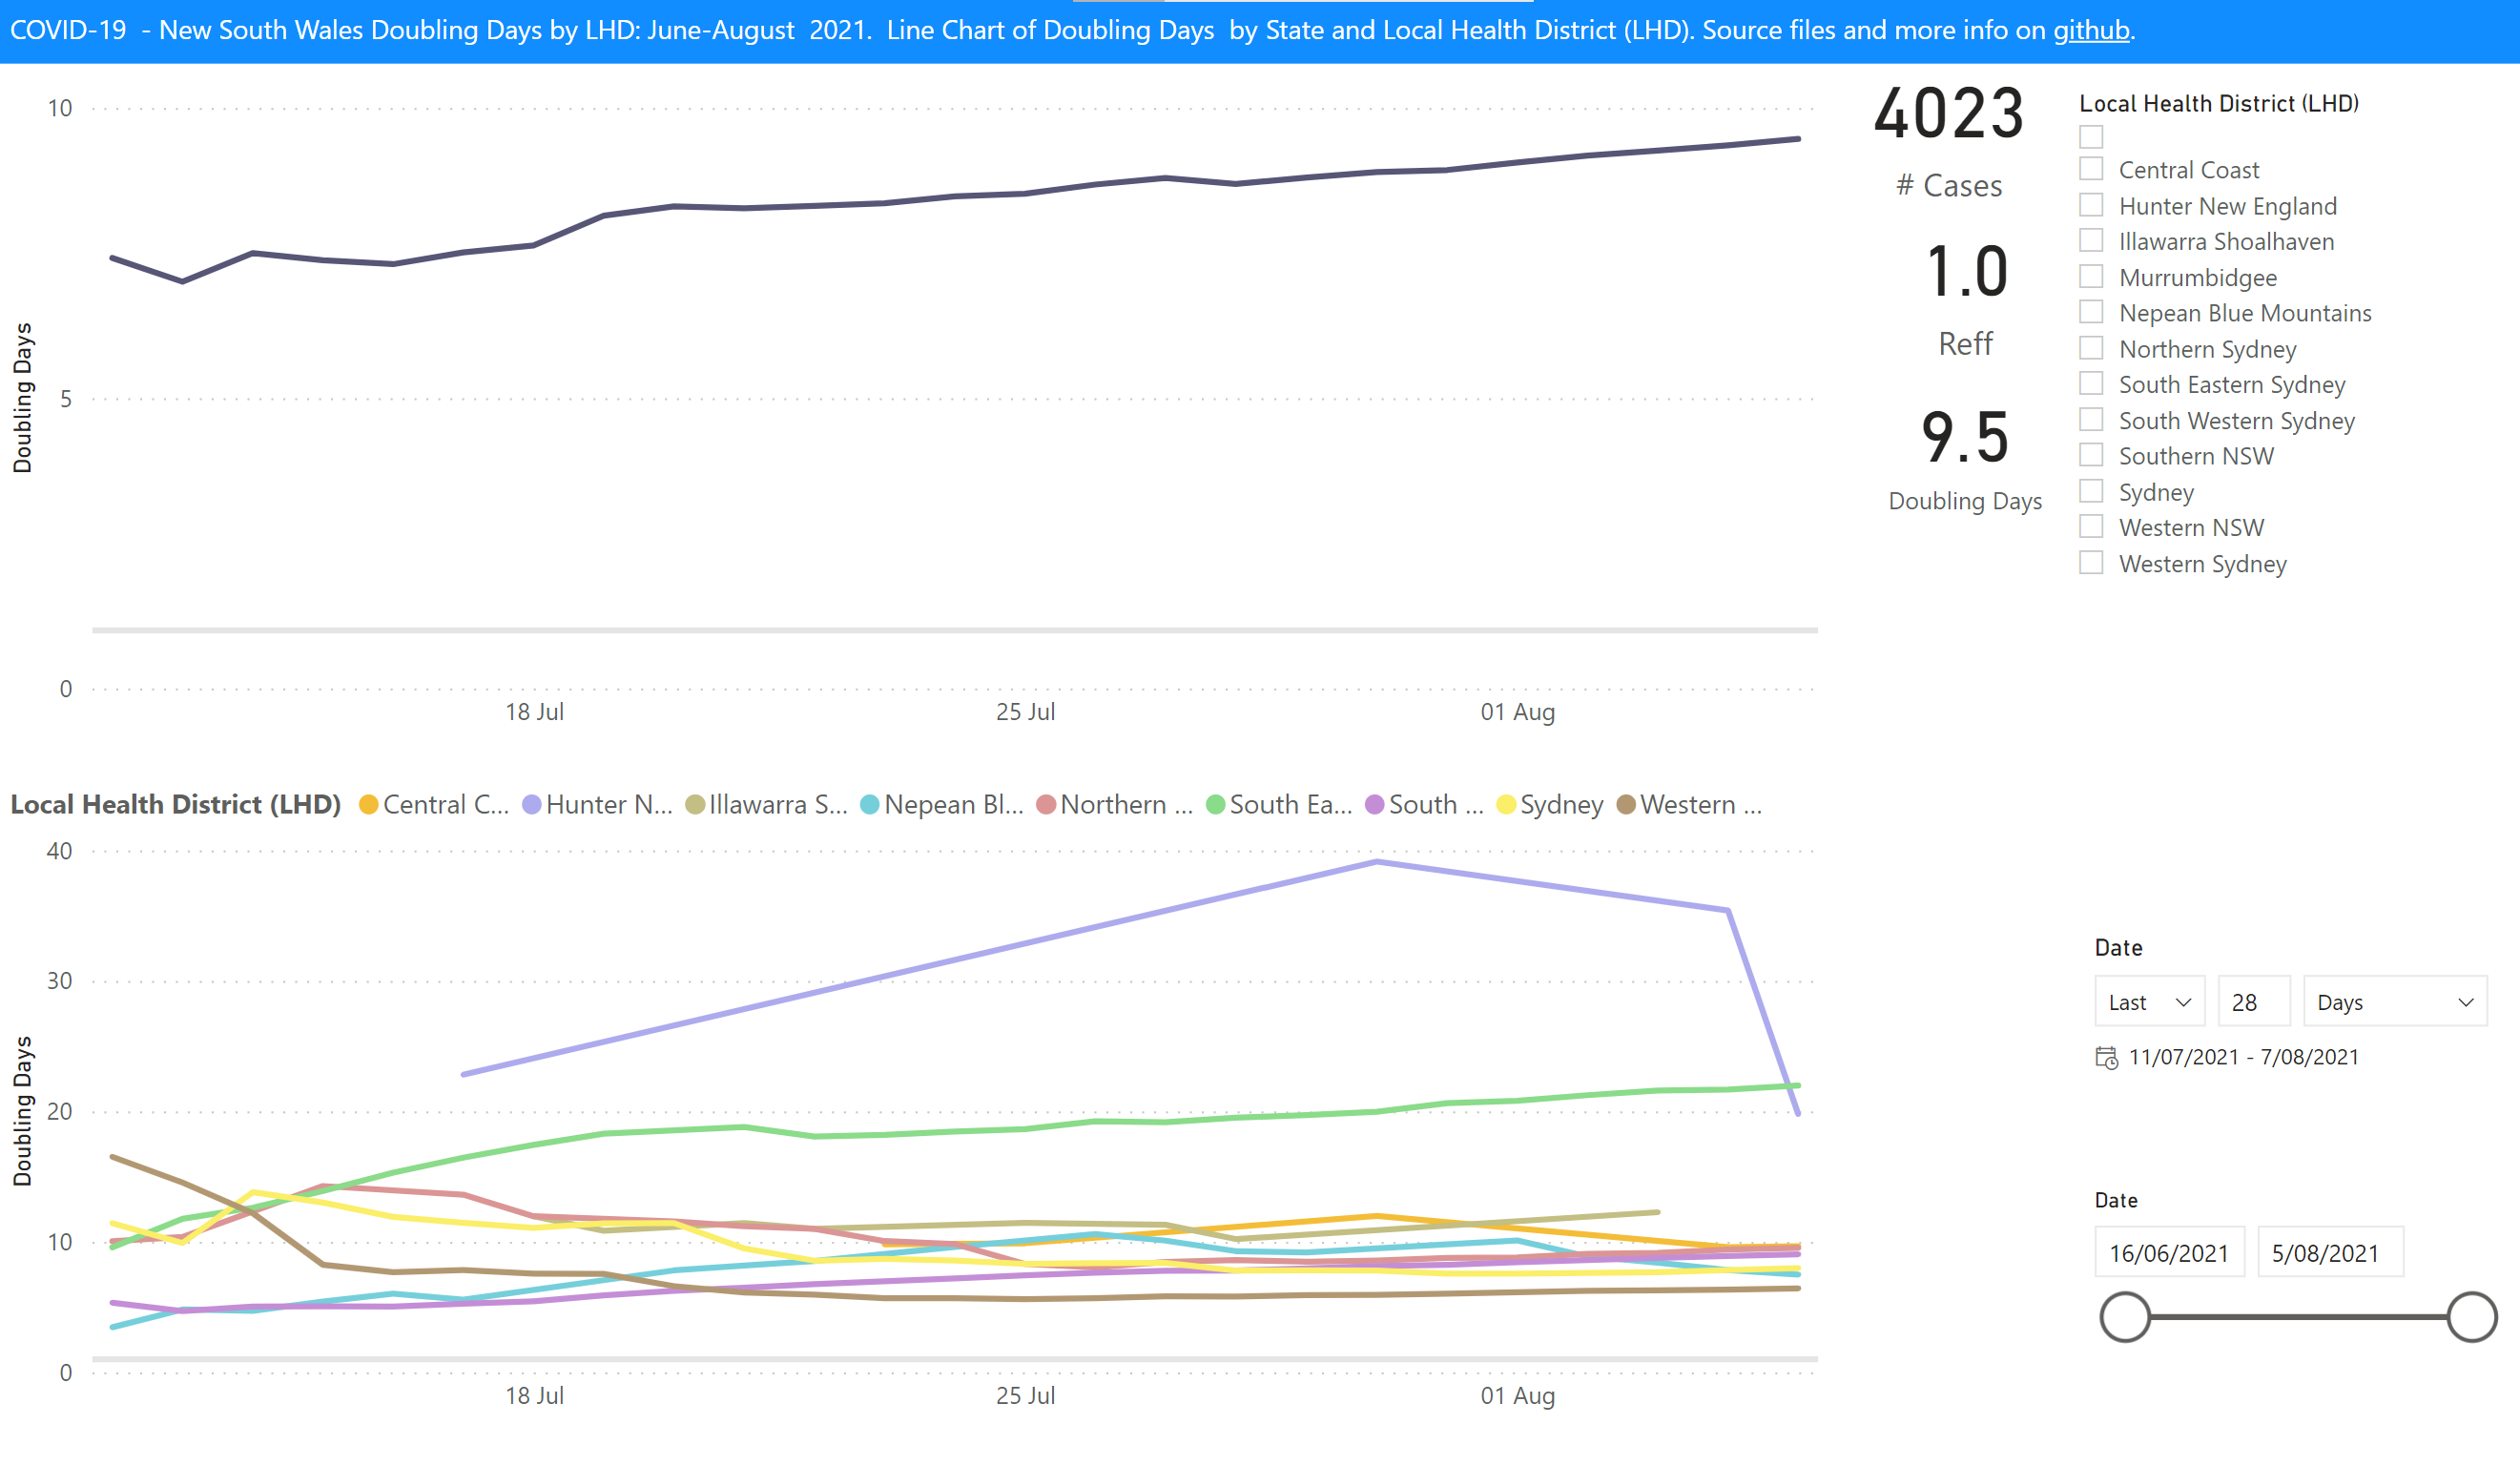 COVID-19  - New South Wales Doubling Days by LHD: June-August  2021.  Line Chart of Doubling Days  by State and Local Health District (LHD). Source files and more info on github.
10
5
0
Doubling Days
18 Jul
25 Jul
01 Aug
4023
# Cases
1.0
Reff
9.5
Doubling Days
Local Health District (LHD)
Central Coast
Hunter New England
Illawarra Shoalhaven
Murrumbidgee
Nepean Blue Mountains
Northern Sydney
South Eastern Sydney
South Western Sydney
Southern NSW
Sydney
Western NSW
Western Sydney
Local Health District (LHD) Central C... Hunter N... Illawarra S... Nepean Bl... Northern ... South Ea... South ... Sydney Western ...
40
30
20
10
0
Doubling Days
18 Jul
25 Jul
01 Aug
Date
Last 28 Days
11/07/2021 - 7/08/2021
Date
16/06/2021 5/08/2021